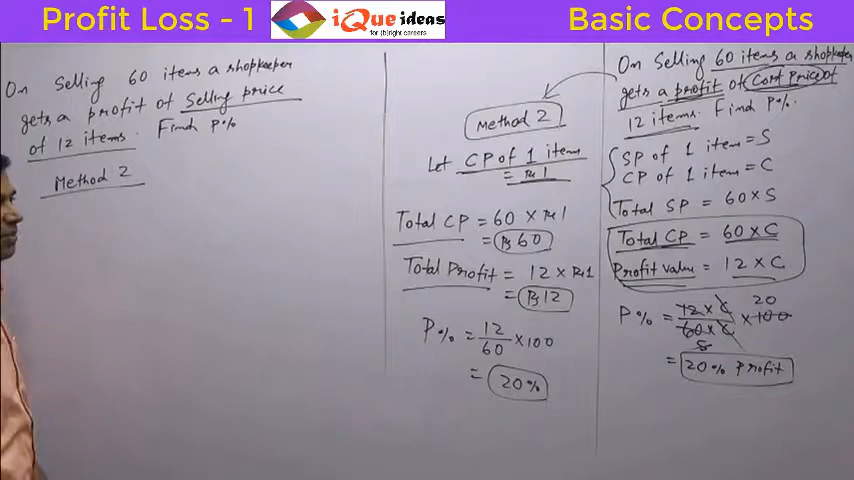 Profit Loss - 1
iQue ideas
for (b)right careers
Basic Concepts
On Selling 60 items a shopkeeper
gets a profit of Selling price
of 12 items. Find P%
Method 2
Method 2
Let CP of 1 item
= Re 1
Total CP = 60 × Re 1
= Rs 60
Total Profit = 12 × Re 1
= Rs 12
P% = 12/60 × 100
= 20%
On Selling 60 items a shopkeeper
gets a profit of Cost Price of
12 items. Find P%.
SP of 1 item = S
CP of 1 item = C
Total SP = 60 × S
Total CP = 60 × C
Profit value = 12 × C
20
P% = 12 × C / 60 × C × 100
5
= 20% Profit